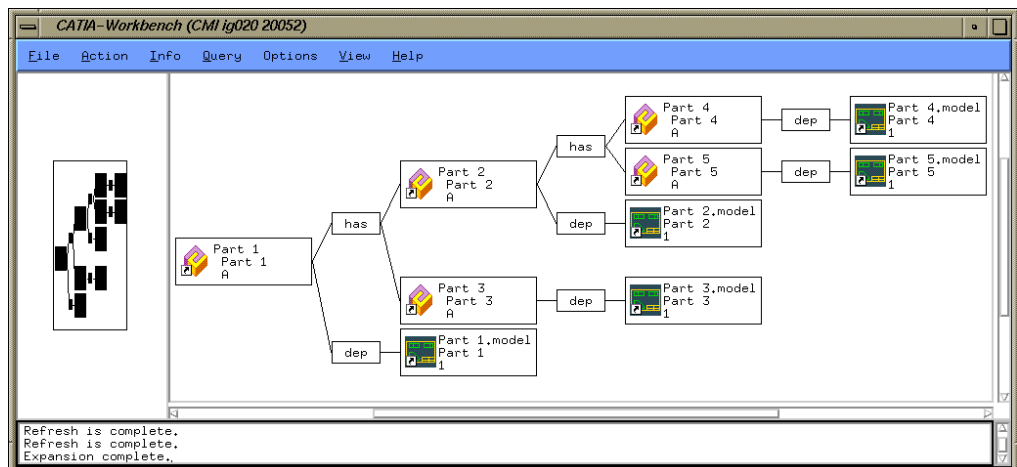 CATIA-Workbench (CMI ig020 20052)
File Action Info Query Options View Help
Part 4
Part 4
A
dep
Part 4.model
Part 4
1
has
Part 5
Part 5
A
dep
Part 5.model
Part 5
1
Part 2
Part 2
A
dep
Part 2.model
Part 2
1
has
Part 1
Part 1
A
Part 3
Part 3
A
dep
Part 3.model
Part 3
1
dep
Part 1.model
Part 1
1
Refresh is complete.
Refresh is complete.
Expansion complete.